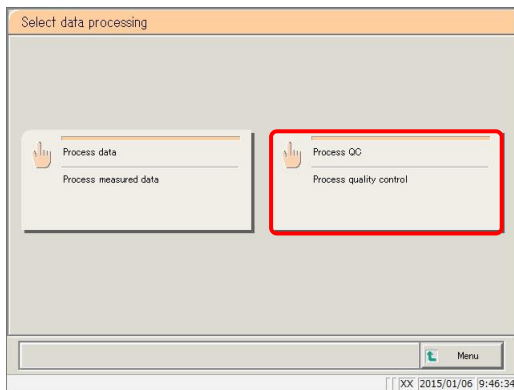 Select data processing
Process data
Process measured data
Process QC
Process quality control
Menu
XX 2015/01/06 9:46:34